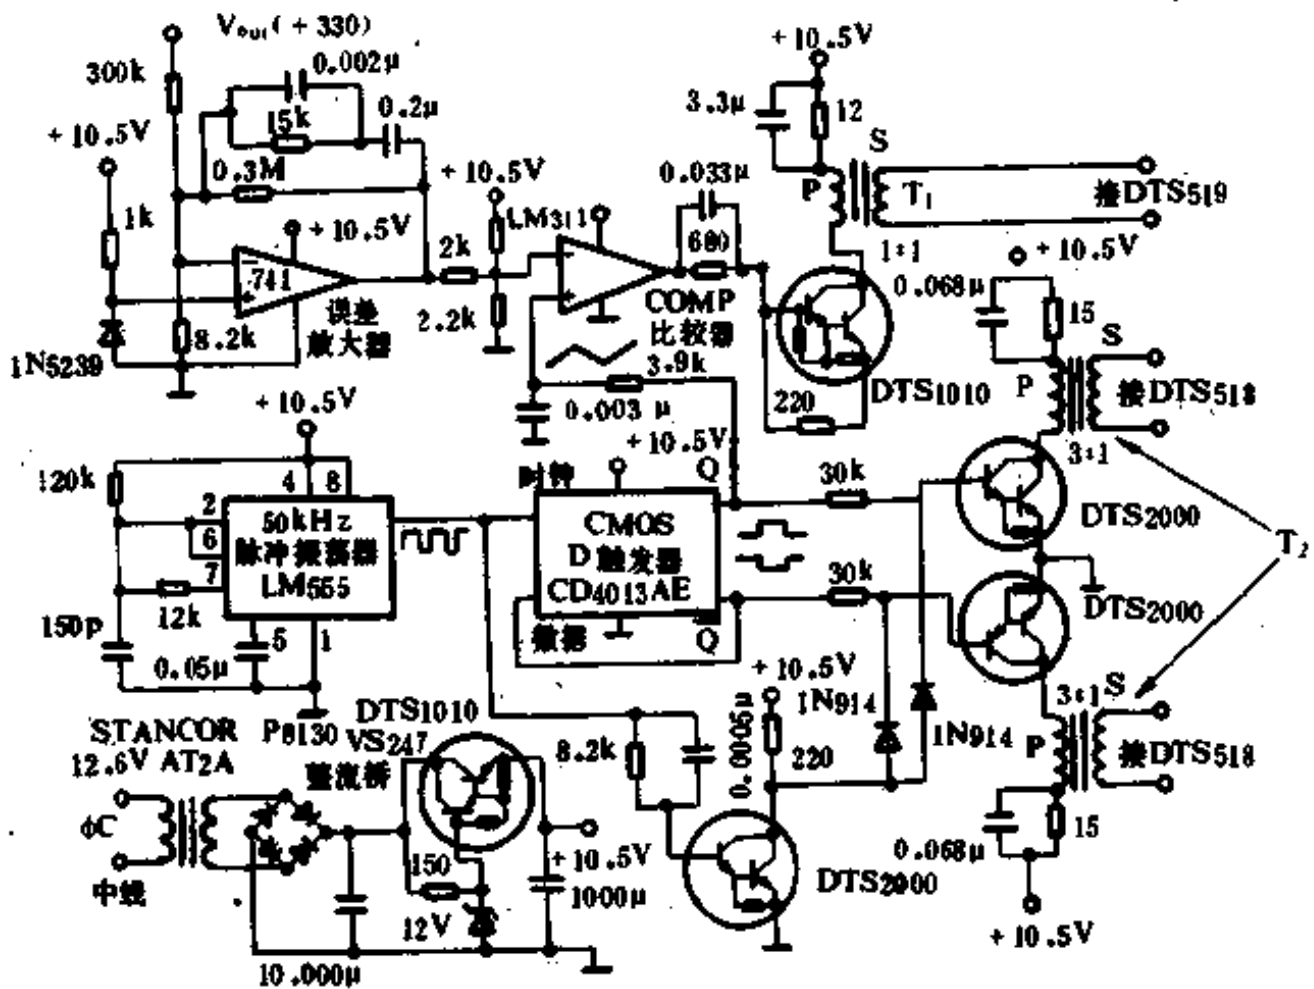 Vout(+330)
300k
0.002μ
15k
0.2μ
+10.5V
0.3M
1k
+10.5V
741
误差
放大器
8.2k
1N5239
+10.5V
2k
2.2k
LM311
COMP
比较器
0.033μ
680
3.9k
0.003 μ
+10.5V
3.3μ
12
P
S
T1
1:1
接DTS519
DTS1010
220
+10.5V
0.068μ
15
P
S
3:1
接DTS518
DTS2000
T2
+10.5V
120k
4
8
2
6
7
50kHz
脉冲振荡器
LM555
12k
150p
0.05μ
5
1
时钟
+10.5V
Q
CMOS
D触发器
CD4013AE
数据
Q̅
30k
30k
DTS2000
3:1
S
P
接DTS518
15
0.068μ
+10.5V
+10.5V
0.0005μ
220
1N914
1N914
8.2k
DTS2000
STANCOR P8130
12.6V AT2A
DTS1010
VS247
整流桥
φC
中线
150
12V
+10.5V
1000μ
10.000μ